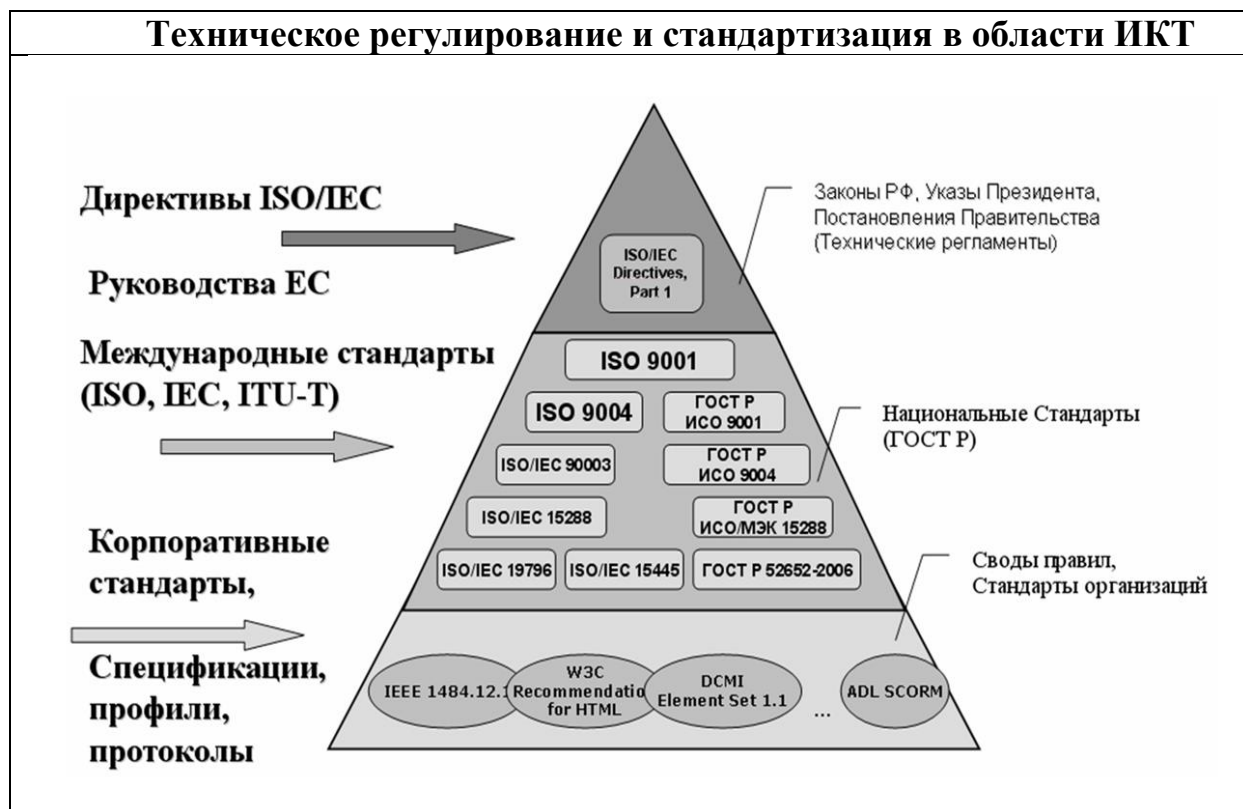 Техническое регулирование и стандартизация в области ИКТ
Директивы ISO/IEC
Руководства ЕС
Международные стандарты
(ISO, IEC, ITU-T)
Корпоративные
стандарты,
Спецификации,
профили,
протоколы
ISO/IEC
Directives,
Part 1
ISO 9001
ISO 9004
ГОСТ Р
ИСО 9001
ISO/IEC 90003
ГОСТ Р
ИСО 9004
ISO/IEC 15288
ГОСТ Р
ИСО/МЭК 15288
ISO/IEC 19796
ISO/IEC 15445
ГОСТ Р 52652-2006
IEEE 1484.12.1
W3C
Recommendation
for HTML
DCMI
Element Set 1.1
...
ADL SCORM
Законы РФ, Указы Президента,
Постановления Правительства
(Технические регламенты)
Национальные Стандарты
(ГОСТ Р)
Своды правил,
Стандарты организаций